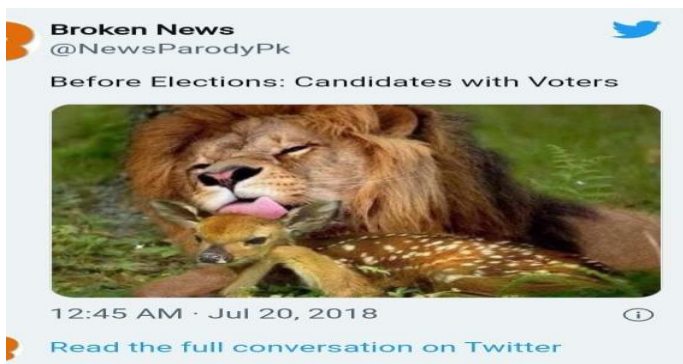 Broken News
@NewsParodyPk
Before Elections: Candidates with Voters
12:45 AM · Jul 20, 2018
Read the full conversation on Twitter